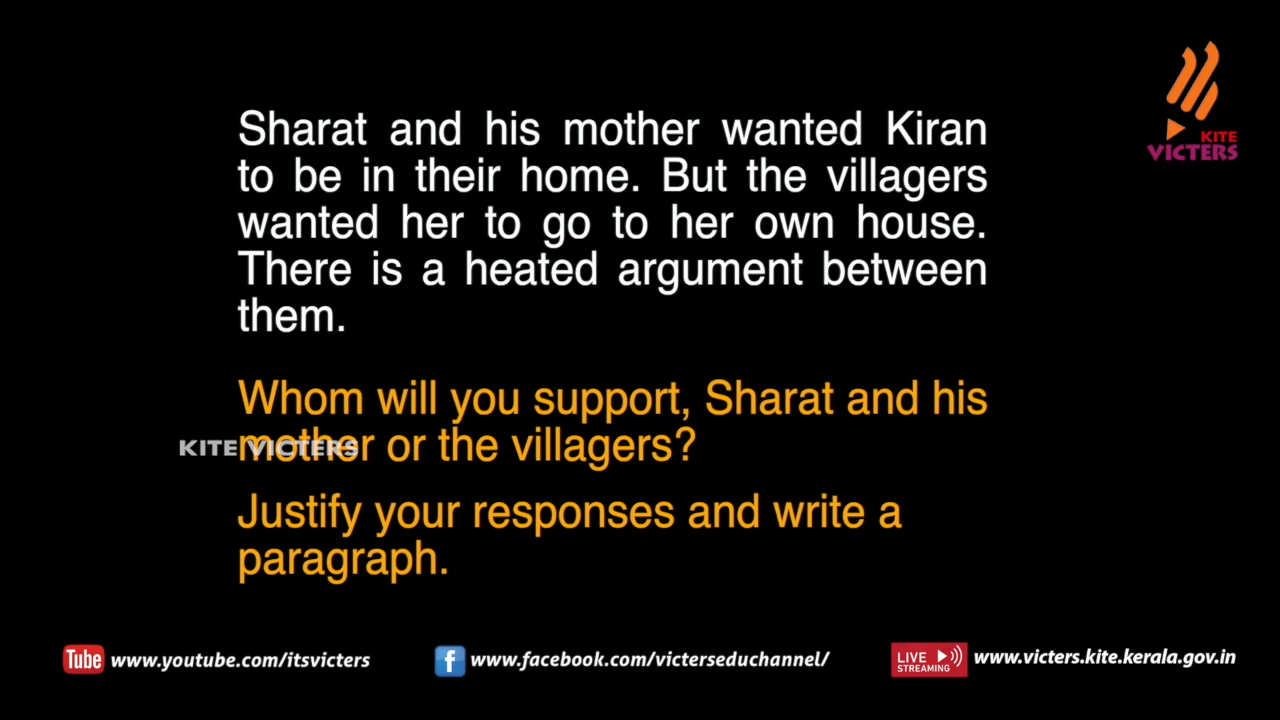 KITE
VICTERS
Sharat and his mother wanted Kiran
to be in their home. But the villagers
wanted her to go to her own house.
There is a heated argument between
them.
Whom will you support, Sharat and his
mother or the villagers?
KITE VICTERS
Justify your responses and write a
paragraph.
Tube www.youtube.com/itsvicters
f www.facebook.com/victerseduchannel/
LIVE
STREAMING
www.victers.kite.kerala.gov.in